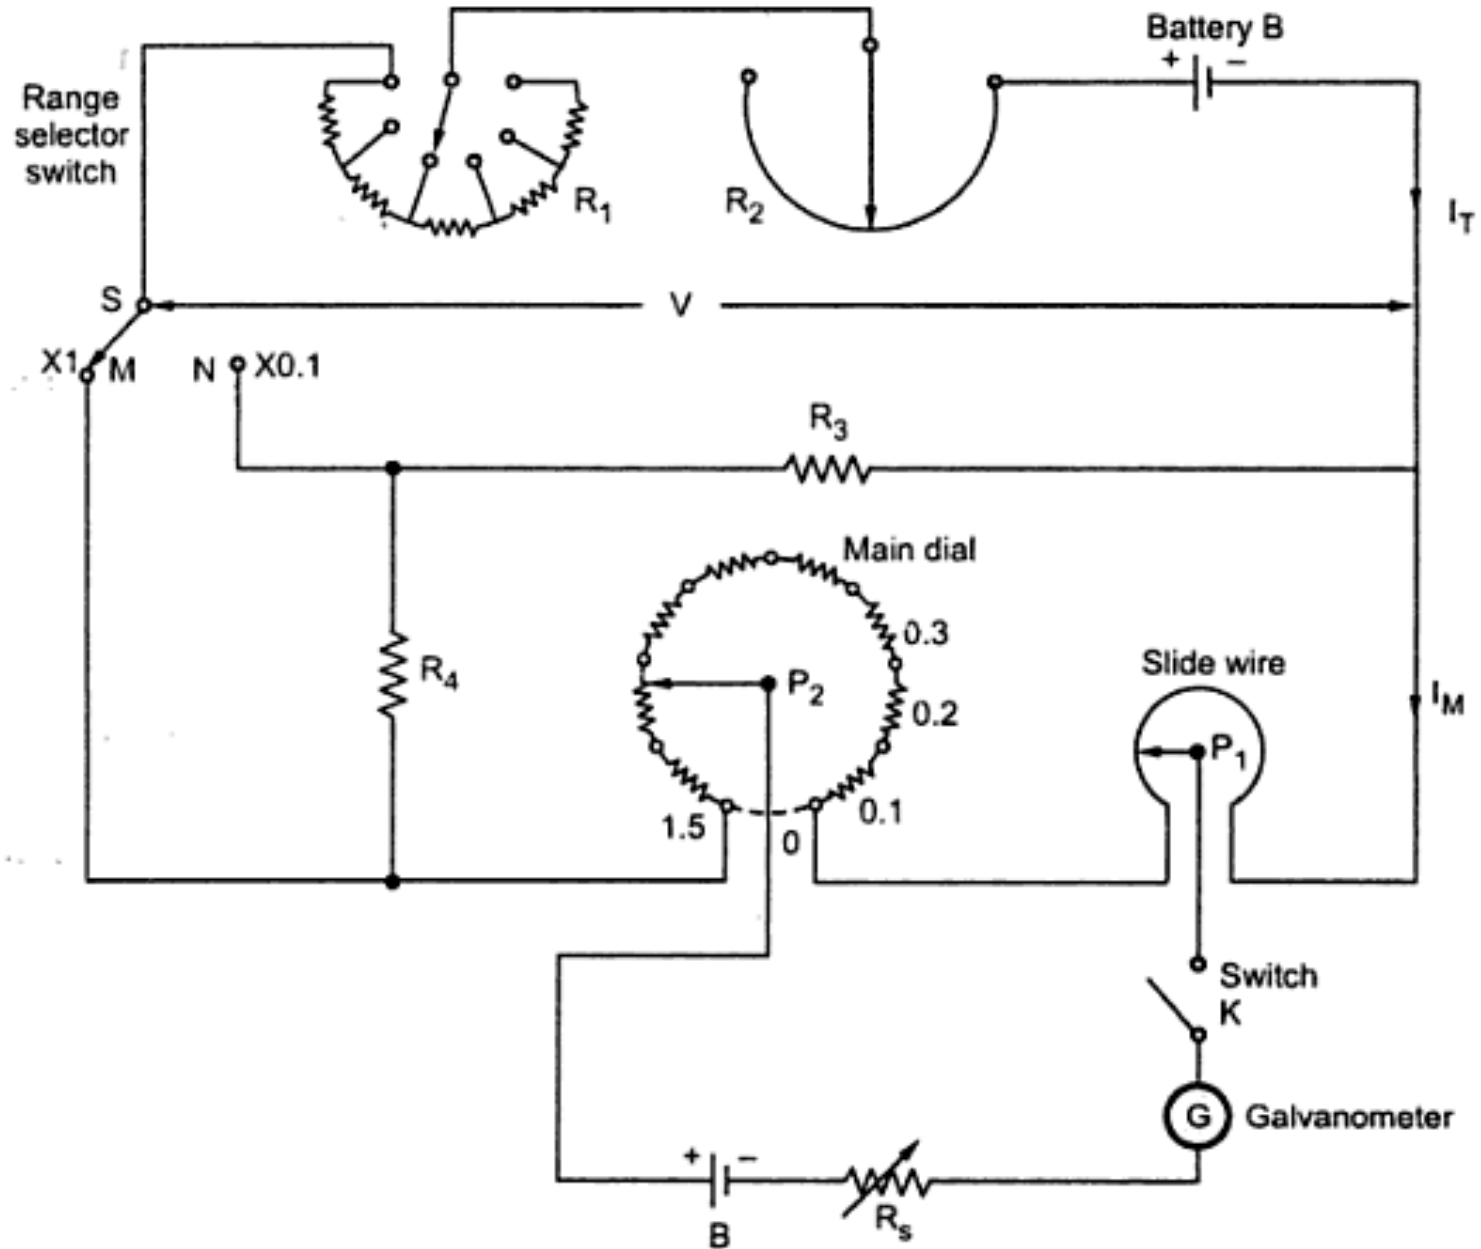 Battery B
+ −
Range
selector
switch
R1
R2
IT
S
V
X1 M
N X0.1
R3
Main dial
0.3
R4
P2
0.2
Slide wire
IM
P1
0.1
1.5
0
Switch
K
G Galvanometer
+ −
Rs
B